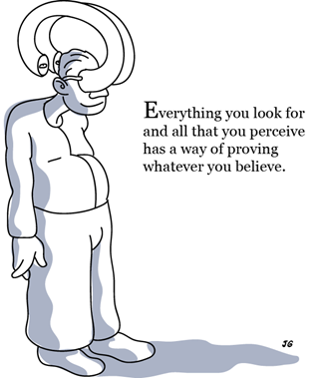 Everything you look for
and all that you perceive
has a way of proving
whatever you believe.
JG